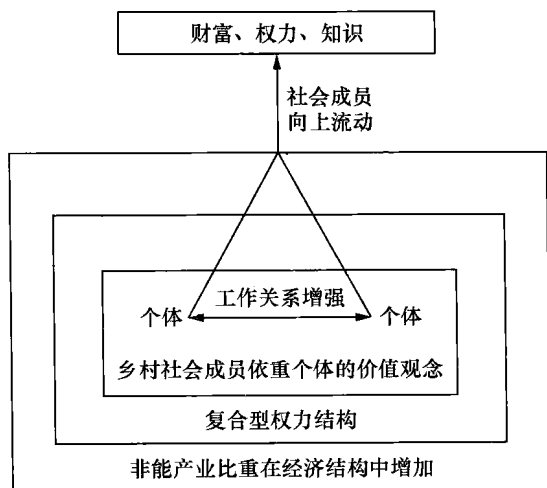 财富、权力、知识
社会成员
向上流动
工作关系增强
个体
个体
乡村社会成员依重个体的价值观念
复合型权力结构
非能产业比重在经济结构中增加